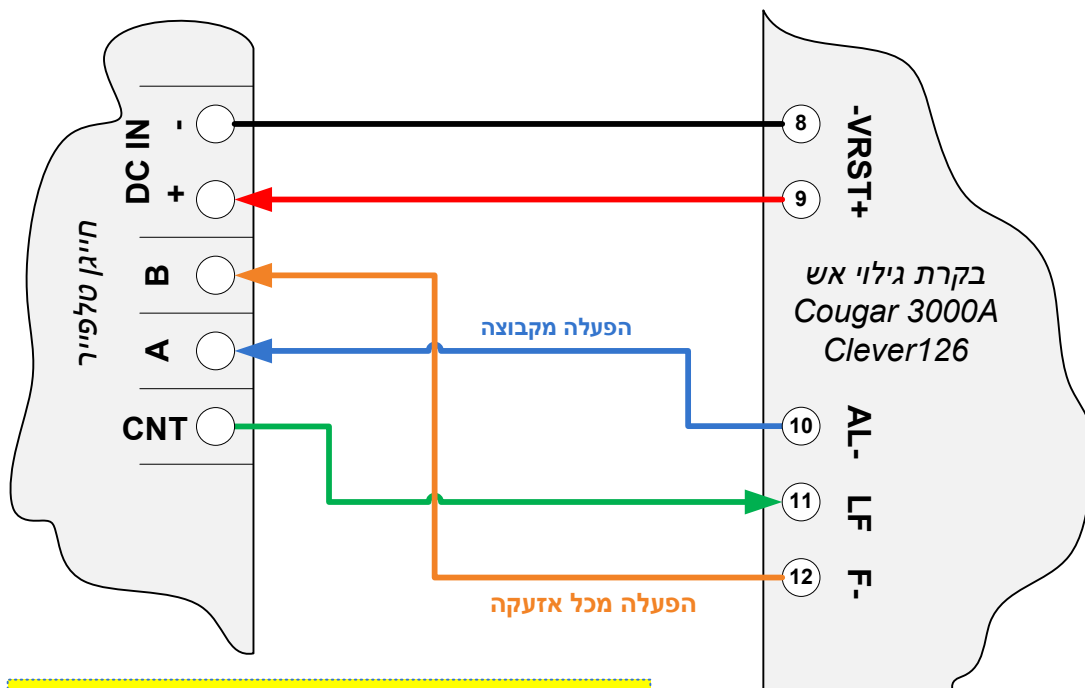 חייגן טלפייר
DC IN
-
+
B
A
CNT
הפעלה מקבוצה
הפעלה מכל אזעקה
8
9
10
11
12
-VRST+
בקרת גילוי אש
Cougar 3000A
Clever126
AL-
LF
F-